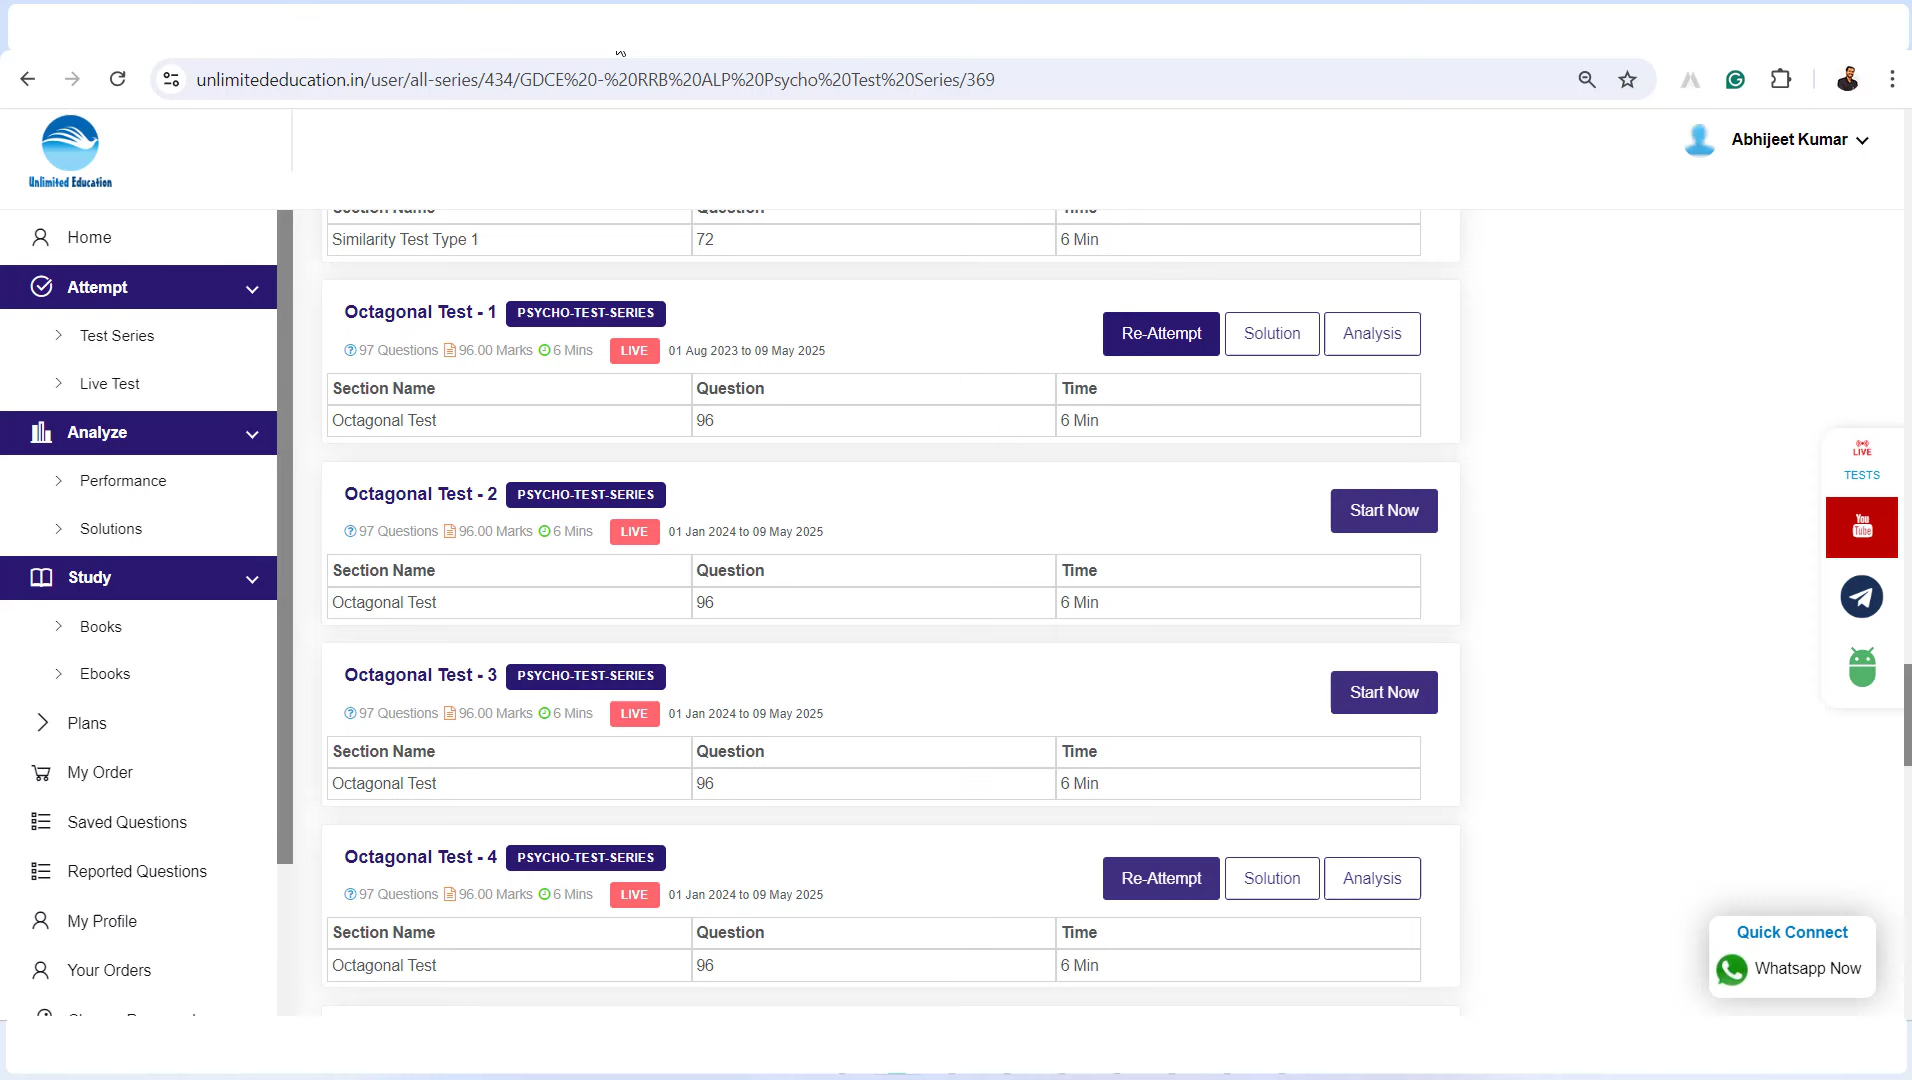 unlimitededucation.in/user/all-series/434/GDCE%20-%20RRB%20ALP%20Psycho%20Test%20Series/369
Unlimited Education
Abhijeet Kumar
Home
Attempt
Test Series
Live Test
Analyze
Performance
Solutions
Study
Books
Ebooks
Plans
My Order
Saved Questions
Reported Questions
My Profile
Your Orders
Section Name Question Time
Similarity Test Type 1 72 6 Min
Octagonal Test - 1 PSYCHO-TEST-SERIES
Re-Attempt Solution Analysis
97 Questions 96.00 Marks 6 Mins LIVE 01 Aug 2023 to 09 May 2025
Section Name Question Time
Octagonal Test 96 6 Min
Octagonal Test - 2 PSYCHO-TEST-SERIES
Start Now
97 Questions 96.00 Marks 6 Mins LIVE 01 Jan 2024 to 09 May 2025
Section Name Question Time
Octagonal Test 96 6 Min
Octagonal Test - 3 PSYCHO-TEST-SERIES
Start Now
97 Questions 96.00 Marks 6 Mins LIVE 01 Jan 2024 to 09 May 2025
Section Name Question Time
Octagonal Test 96 6 Min
Octagonal Test - 4 PSYCHO-TEST-SERIES
Re-Attempt Solution Analysis
97 Questions 96.00 Marks 6 Mins LIVE 01 Jan 2024 to 09 May 2025
Section Name Question Time
Octagonal Test 96 6 Min
LIVE
TESTS
You
Tube
Quick Connect
Whatsapp Now